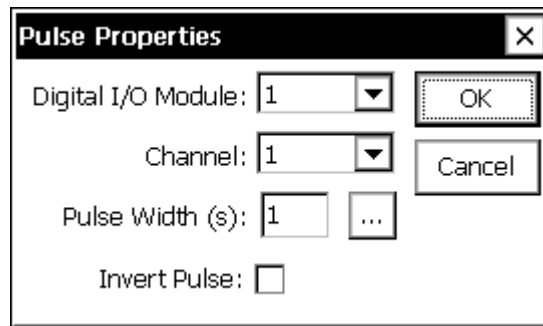 Pulse Properties
Digital I/O Module: 1
OK
Channel: 1
Cancel
Pulse Width (s): 1 ...
Invert Pulse: